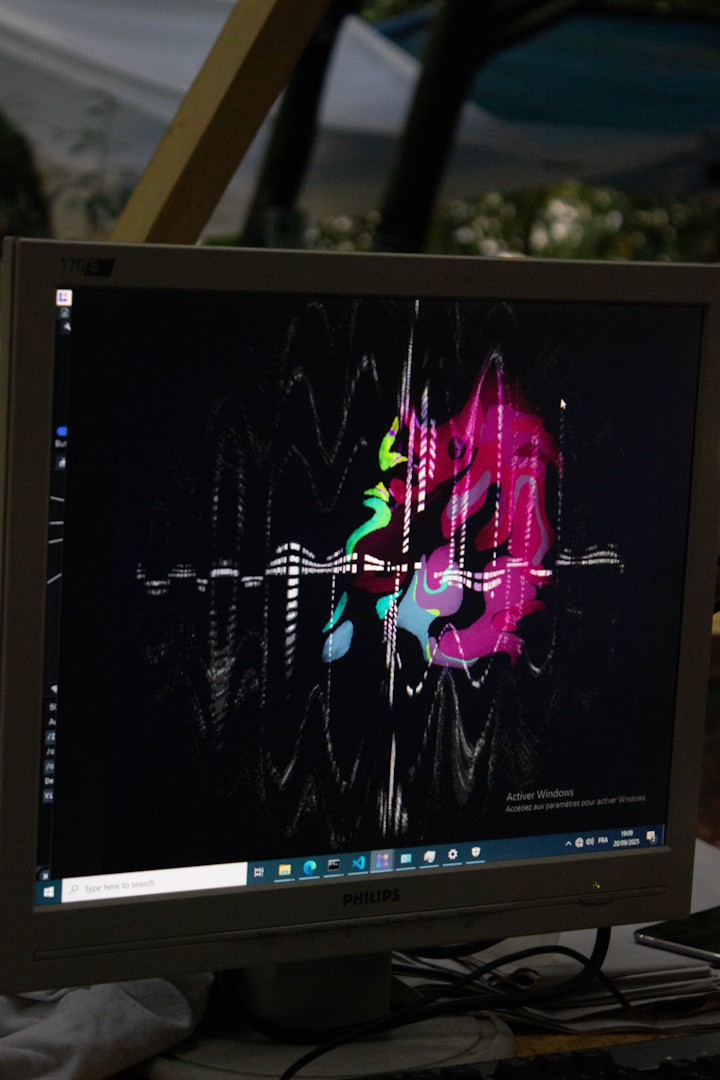 170S
Activer Windows
Accédez aux paramètres pour activer Windows.
Type here to search
FRA
19:09
20/09/2025
PHILIPS